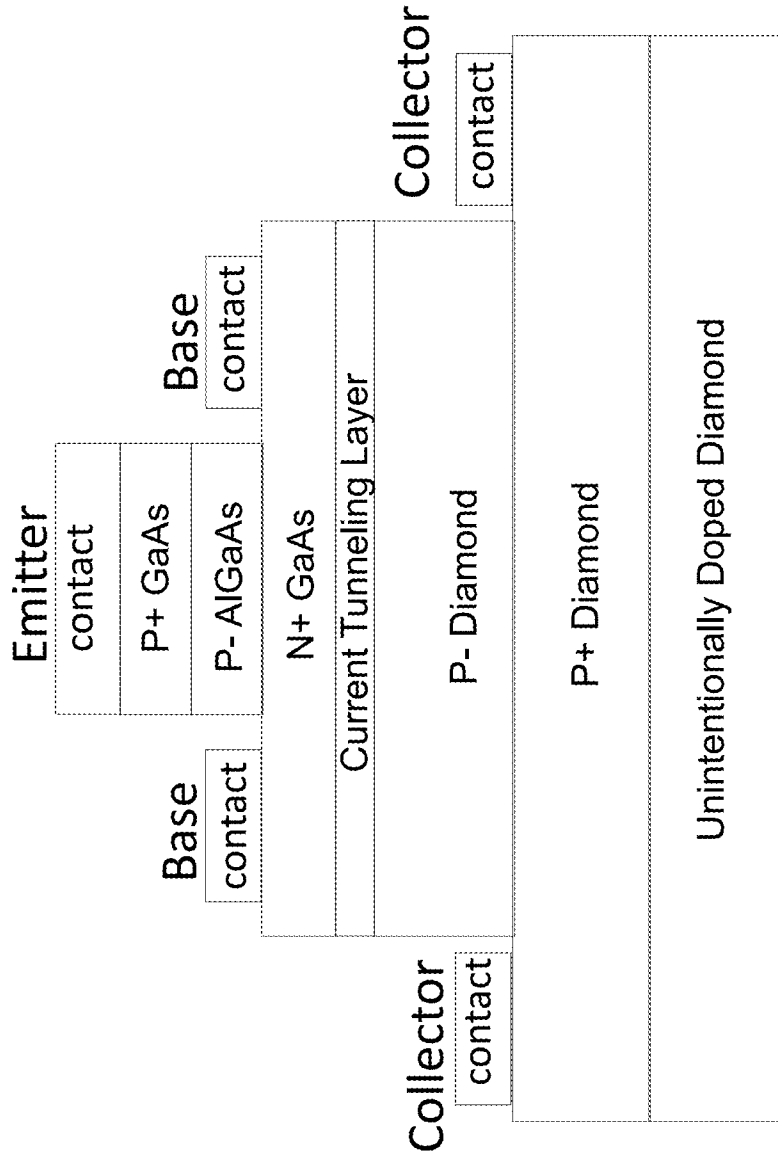 Emitter
contact
P+ GaAs
P- AlGaAs
Base
contact
Base
contact
N+ GaAs
Current Tunneling Layer
P- Diamond
Collector
contact
Collector
contact
P+ Diamond
Unintentionally Doped Diamond